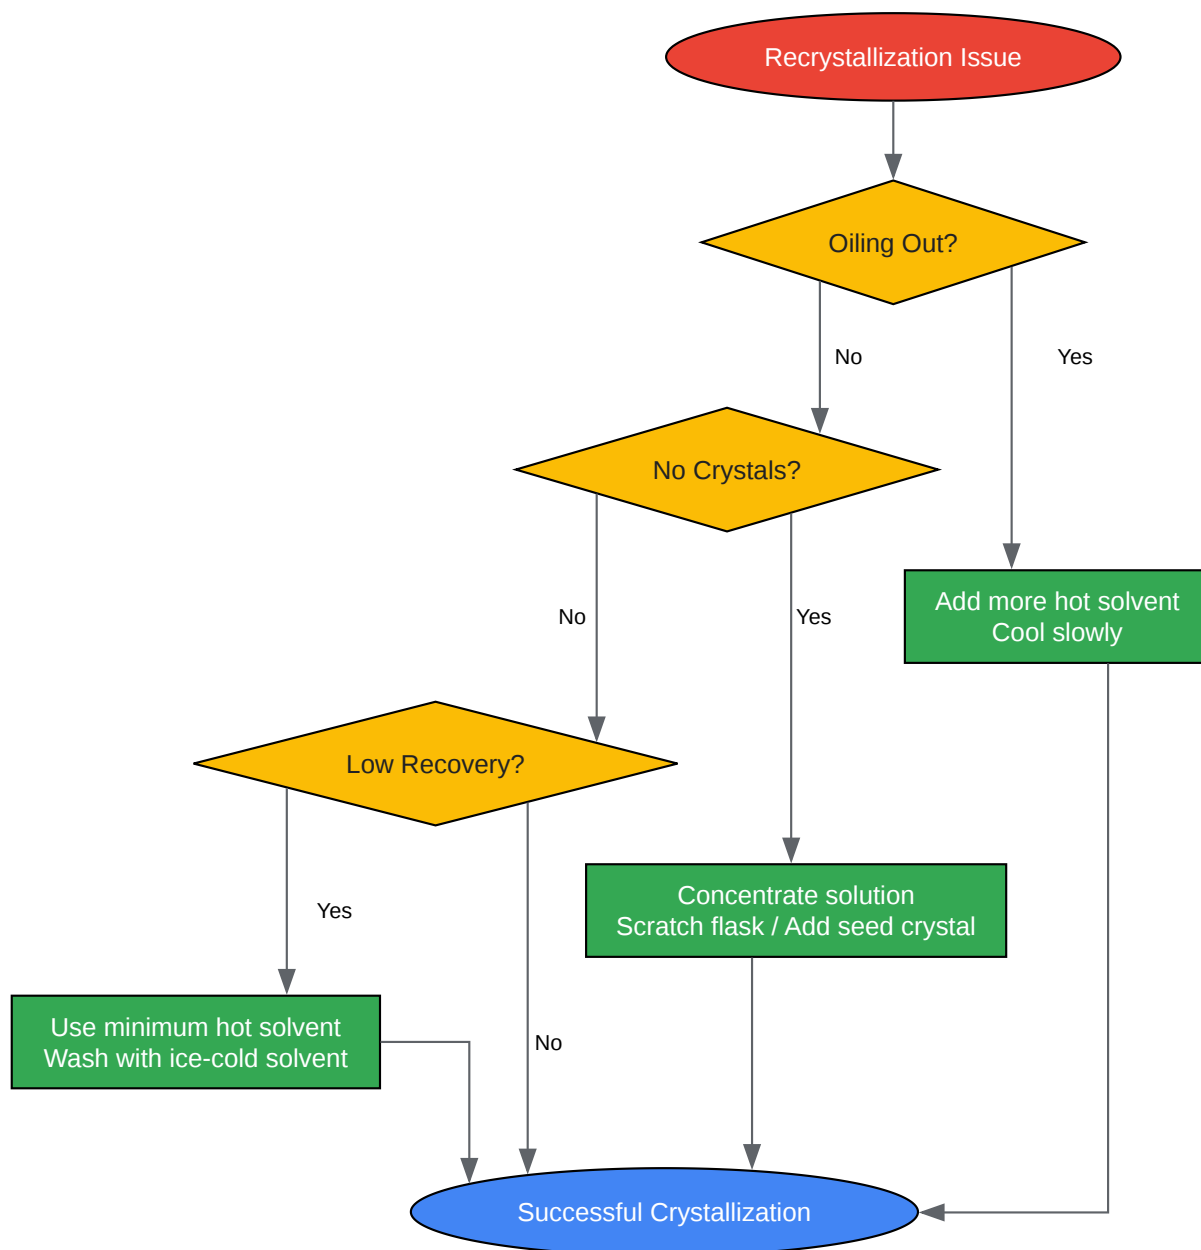 Recrystallization Issue
Oiling Out?
No
Yes
No Crystals?
No
Yes
Add more hot solvent
Cool slowly
Low Recovery?
Yes
Concentrate solution
Scratch flask / Add seed crystal
Use minimum hot solvent
Wash with ice-cold solvent
No
Successful Crystallization